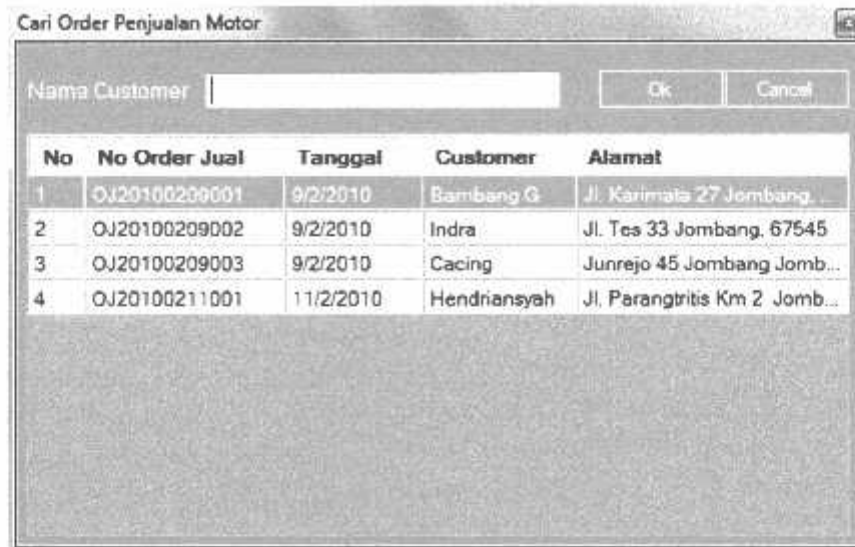 Cari Order Penjualan Motor
Nama Customer Ok Cancel
No No Order Jual Tanggal Customer Alamat
1 OJ20100209001 9/2/2010 Bambang G Jl. Karimata 27 Jombang, ...
2 OJ20100209002 9/2/2010 Indra Jl. Tes 33 Jombang, 67545
3 OJ20100209003 9/2/2010 Cacing Junrejo 45 Jombang Jomb...
4 OJ20100211001 11/2/2010 Hendriansyah Jl. Parangtritis Km 2 Jomb...